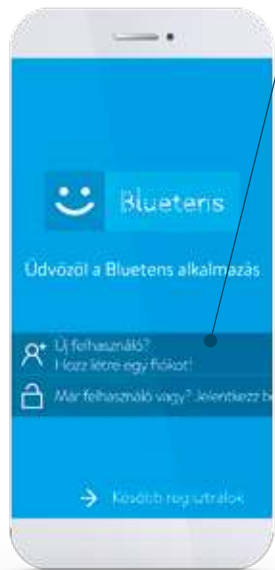 Bluetens
Üdvözöl a Bluetens alkalmazás
Új felhasználó?
Hozz létre egy fiókot!
Már felhasználó vagy? Jelentkezz be
Később regisztrálok